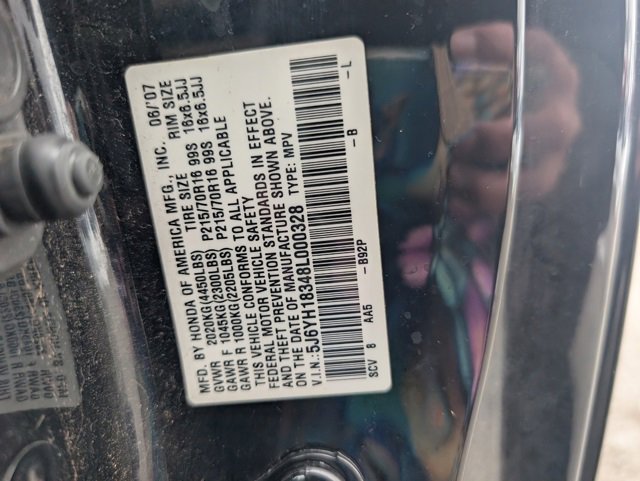 MFD. BY HONDA OF AMERICA MFG., INC. 06/'07
GVWR 2020KG(4450LBS) TIRE SIZE RIM SIZE
GAWR F 1045KG(2300LBS) P215/70R16 99S 16x6.5JJ
GAWR R 1000KG(2205LBS) P215/70R16 99S 16x6.5JJ
THIS VEHICLE CONFORMS TO ALL APPLICABLE
FEDERAL MOTOR VEHICLE SAFETY
AND THEFT PREVENTION STANDARDS IN EFFECT
ON THE DATE OF MANUFACTURE SHOWN ABOVE.
V.I.N.: 5J6YH18348L000328 TYPE: MPV
SCV 8 AA5 -B92P -B -L